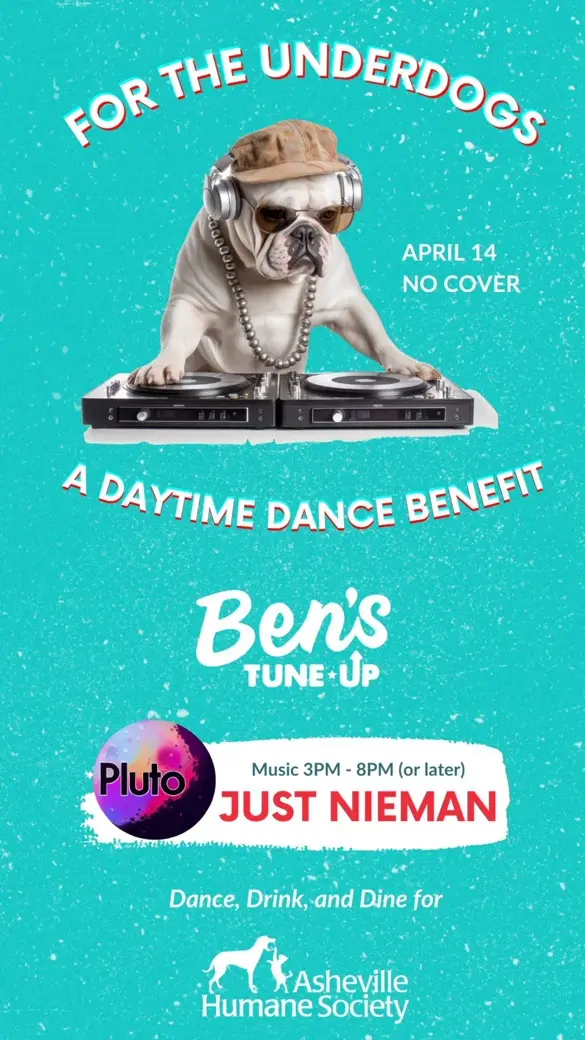 FOR THE UNDERDOGS
APRIL 14
NO COVER
A DAYTIME DANCE BENEFIT
Ben's
TUNE UP
Pluto
Music 3PM - 8PM (or later)
JUST NIEMAN
Dance, Drink, and Dine for
Asheville
Humane Society